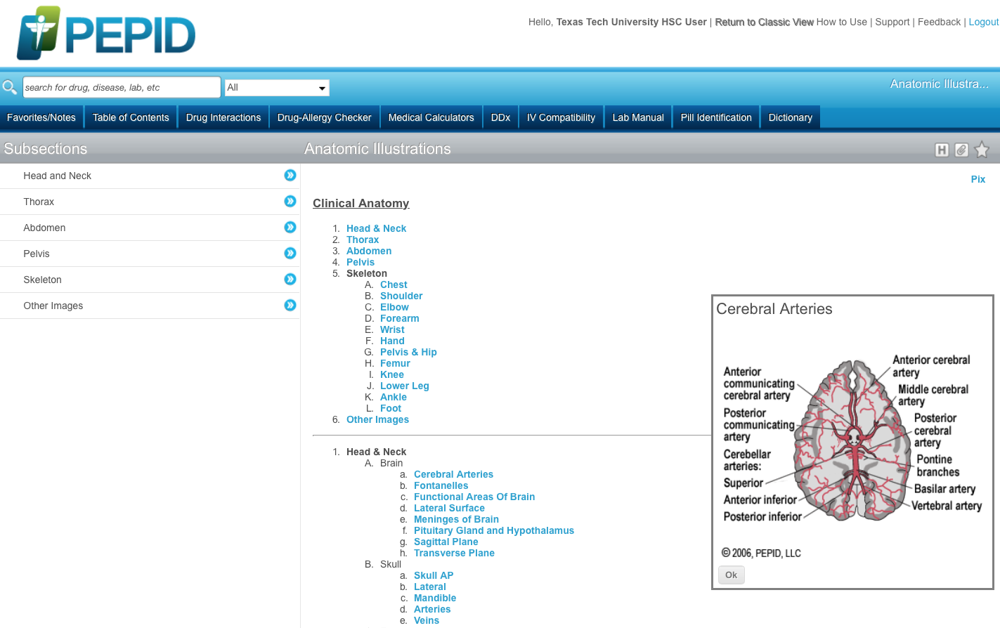 PEPID
Hello, Texas Tech University HSC User | Return to Classic View How to Use | Support | Feedback | Logout
search for drug, disease, lab, etc
All
Anatomic Illustra...
Favorites/Notes
Table of Contents
Drug Interactions
Drug-Allergy Checker
Medical Calculators
DDx
IV Compatibility
Lab Manual
Pill Identification
Dictionary
Subsections
Head and Neck
Thorax
Abdomen
Pelvis
Skeleton
Other Images
Anatomic Illustrations
H
Pix
Clinical Anatomy
1. Head & Neck
2. Thorax
3. Abdomen
4. Pelvis
5. Skeleton
A. Chest
B. Shoulder
C. Elbow
D. Forearm
E. Wrist
F. Hand
G. Pelvis & Hip
H. Femur
I. Knee
J. Lower Leg
K. Ankle
L. Foot
6. Other Images
1. Head & Neck
A. Brain
a. Cerebral Arteries
b. Fontanelles
c. Functional Areas Of Brain
d. Lateral Surface
e. Meninges of Brain
f. Pituitary Gland and Hypothalamus
g. Sagittal Plane
h. Transverse Plane
B. Skull
a. Skull AP
b. Lateral
c. Mandible
d. Arteries
e. Veins
Cerebral Arteries
Anterior
communicating
cerebral artery
Posterior
communicating
artery
Cerebellar
arteries:
Superior
Anterior inferior
Posterior inferior
Anterior cerebral
artery
Middle cerebral
artery
Posterior
cerebral
artery
Pontine
branches
Basilar artery
Vertebral artery
© 2006, PEPID, LLC
Ok